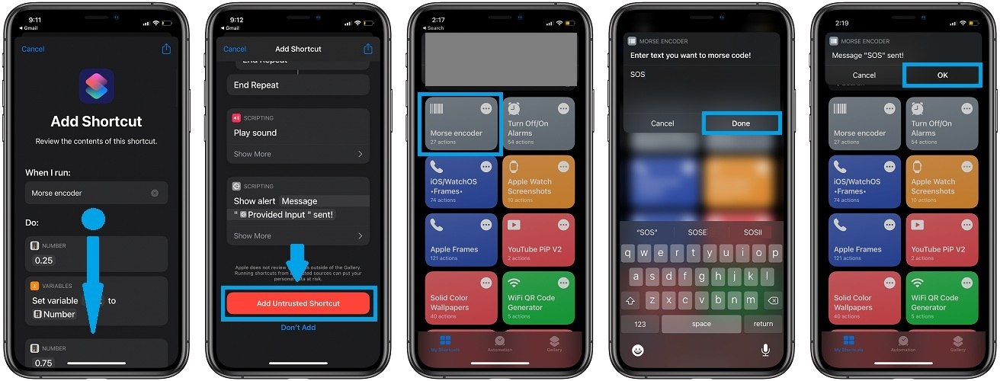 9:11
Gmail
Cancel
Add Shortcut
Review the contents of this shortcut.
When I run:
Morse encoder
Do:
NUMBER
0.25
VARIABLES
Set variable to
Number
NUMBER
0.75
9:12
Gmail
Cancel
Add Shortcut
End Repeat
End Repeat
SCRIPTING
Play sound
Show More
SCRIPTING
Show alert Message
" Provided Input " sent!
Show More
Apple does not review outside of the Gallery.
Running shortcuts from sources can put your
personal at risk.
Add Untrusted Shortcut
Don't Add
2:17
Search
Morse encoder
27 actions
Turn Off/On
Alarms
54 actions
iOS/WatchOS
•Frames•
74 actions
Apple Watch
Screenshots
10 actions
Apple Frames
121 actions
YouTube PiP V2
2 actions
Solid Color
Wallpapers
40 actions
WiFi QR Code
Generator
5 actions
My Shortcuts
Automation
Gallery
MORSE ENCODER
Enter text you want to morse code!
SOS
Cancel
Done
"SOS"
SOSE
SOSII
q w e r t y u i o p
a s d f g h j k l
z x c v b n m
123
space
return
2:19
MORSE ENCODER
Message "SOS" sent!
Cancel
OK
Morse encoder
27 actions
Turn Off/On
Alarms
54 actions
iOS/WatchOS
•Frames•
74 actions
Apple Watch
Screenshots
10 actions
Apple Frames
121 actions
YouTube PiP V2
2 actions
Solid Color
Wallpapers
40 actions
WiFi QR Code
Generator
5 actions
My Shortcuts
Automation
Gallery